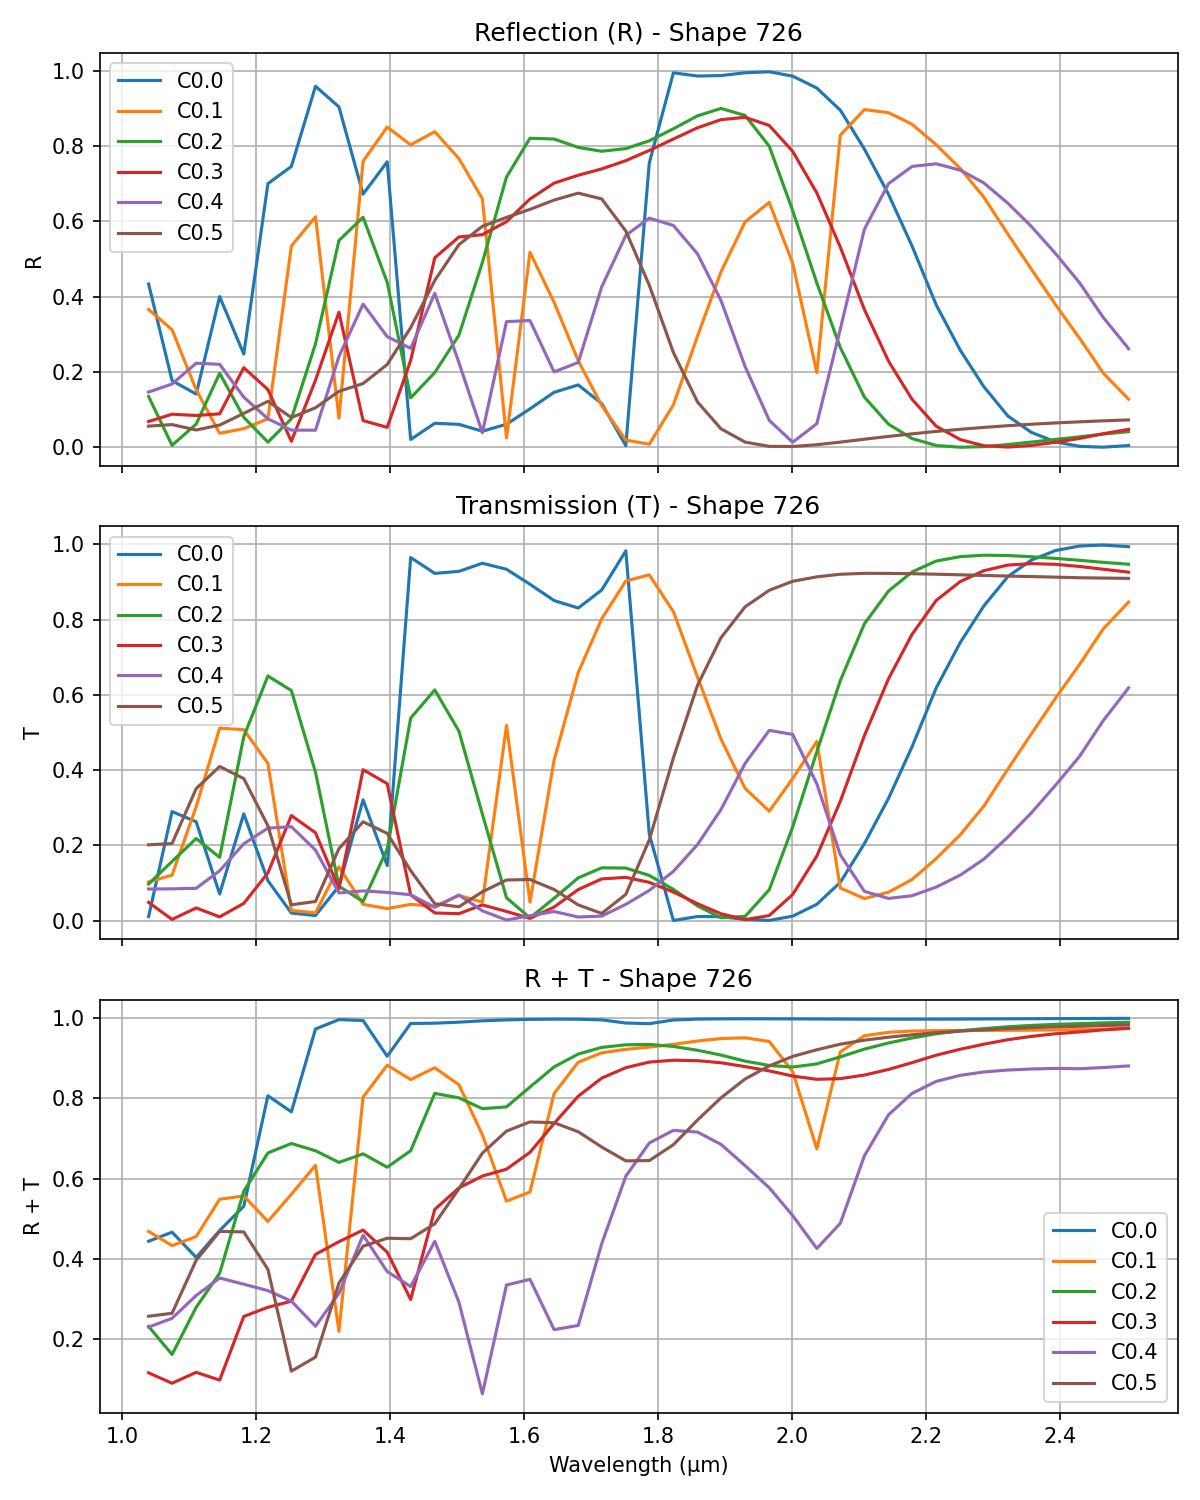 Reflection (R) - Shape 726
1.0
0.8
0.6
0.4
0.2
0.0
R
C0.0
C0.1
C0.2
C0.3
C0.4
C0.5
Transmission (T) - Shape 726
1.0
0.8
0.6
0.4
0.2
0.0
T
C0.0
C0.1
C0.2
C0.3
C0.4
C0.5
R + T - Shape 726
1.0
0.8
0.6
0.4
0.2
R + T
C0.0
C0.1
C0.2
C0.3
C0.4
C0.5
1.0 1.2 1.4 1.6 1.8 2.0 2.2 2.4
Wavelength (μm)